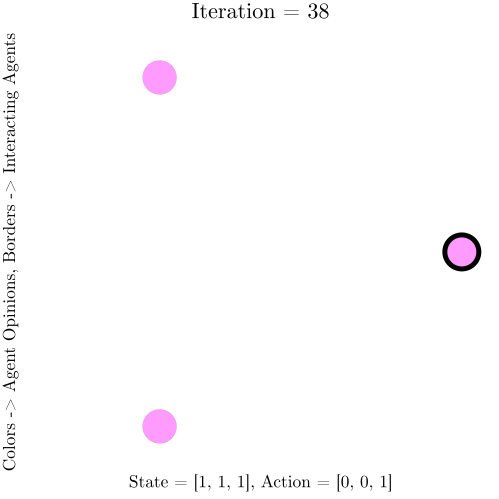 Iteration = 38
Colors -> Agent Opinions, Borders -> Interacting Agents
State = [1, 1, 1], Action = [0, 0, 1]